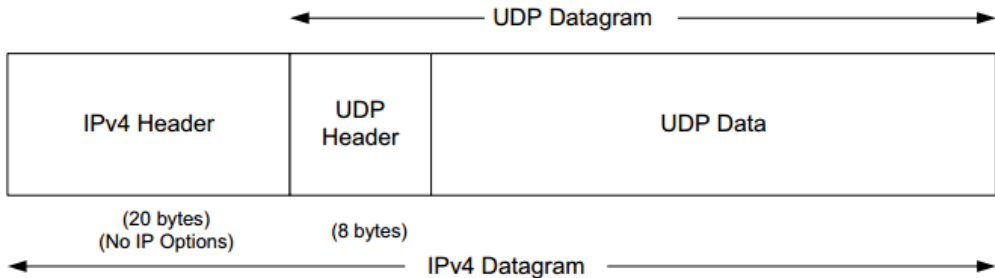 UDP Datagram
IPv4 Header
UDP
Header
UDP Data
(20 bytes)
(No IP Options)
(8 bytes)
IPv4 Datagram